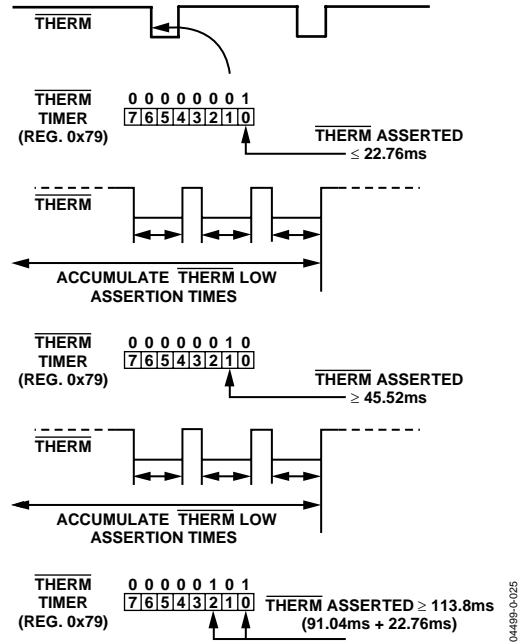 THERM
THERM
TIMER
(REG. 0x79)
0 0 0 0 0 0 0 1
7 6 5 4 3 2 1 0
THERM ASSERTED
≤ 22.76ms
THERM
ACCUMULATE THERM LOW
ASSERTION TIMES
THERM
TIMER
(REG. 0x79)
0 0 0 0 0 0 1 0
7 6 5 4 3 2 1 0
THERM ASSERTED
≥ 45.52ms
THERM
ACCUMULATE THERM LOW
ASSERTION TIMES
THERM
TIMER
(REG. 0x79)
0 0 0 0 0 1 0 1
7 6 5 4 3 2 1 0
THERM ASSERTED ≥ 113.8ms
(91.04ms + 22.76ms)
04499-0-025